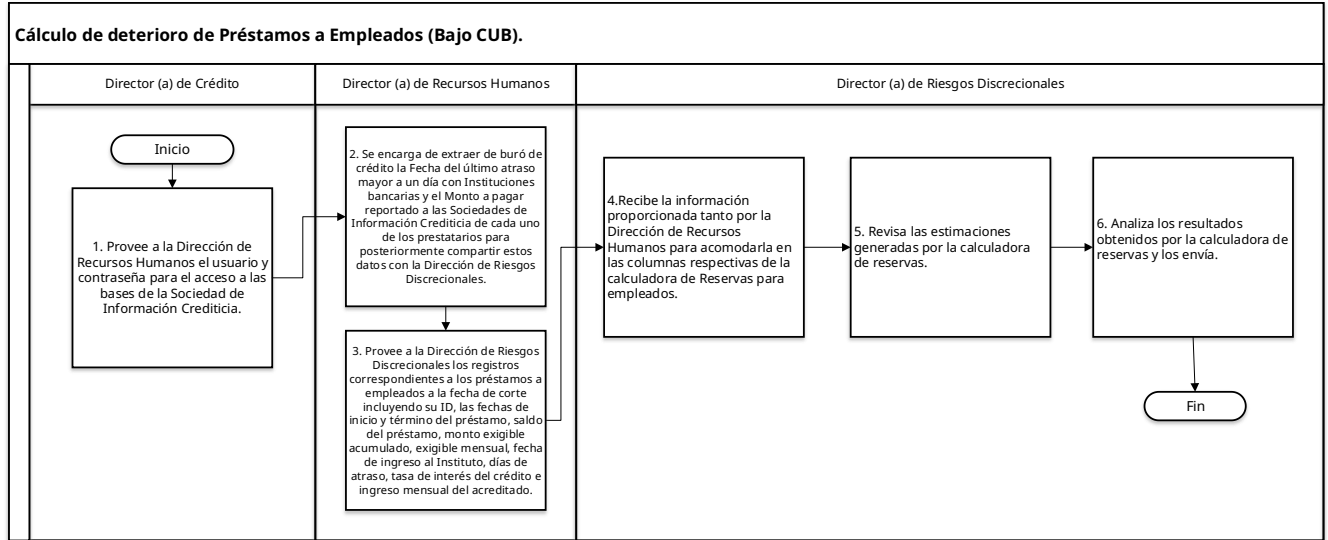 Cálculo de deterioro de Préstamos a Empleados (Bajo CUB).
Director (a) de Crédito
Director (a) de Recursos Humanos
Director (a) de Riesgos Discrecionales
Inicio
1. Provee a la Dirección de
Recursos Humanos el usuario y
contraseña para el acceso a las
bases de la Sociedad de
Información Crediticia.
2. Se encarga de extraer de buró de
crédito la Fecha del último atraso
mayor a un día con Instituciones
bancarias y el Monto a pagar
reportado a las Sociedades de
Información Crediticia de cada uno
de los prestatarios para
posteriormente compartir estos
datos con la Dirección de Riesgos
Discrecionales.
3. Provee a la Dirección de Riesgos
Discrecionales los registros
correspondientes a los préstamos a
empleados a la fecha de corte
incluyendo su ID, las fechas de
inicio y término del préstamo, saldo
del préstamo, monto exigible
acumulado, exigible mensual, fecha
de ingreso al Instituto, días de
atraso, tasa de interés del crédito e
ingreso mensual del acreditado.
4.Recibe la información
proporcionada tanto por la
Dirección de Recursos
Humanos para acomodarla en
las columnas respectivas de la
calculadora de Reservas para
empleados.
5. Revisa las estimaciones
generadas por la calculadora
de reservas.
6. Analiza los resultados
obtenidos por la calculadora de
reservas y los envía.
Fin